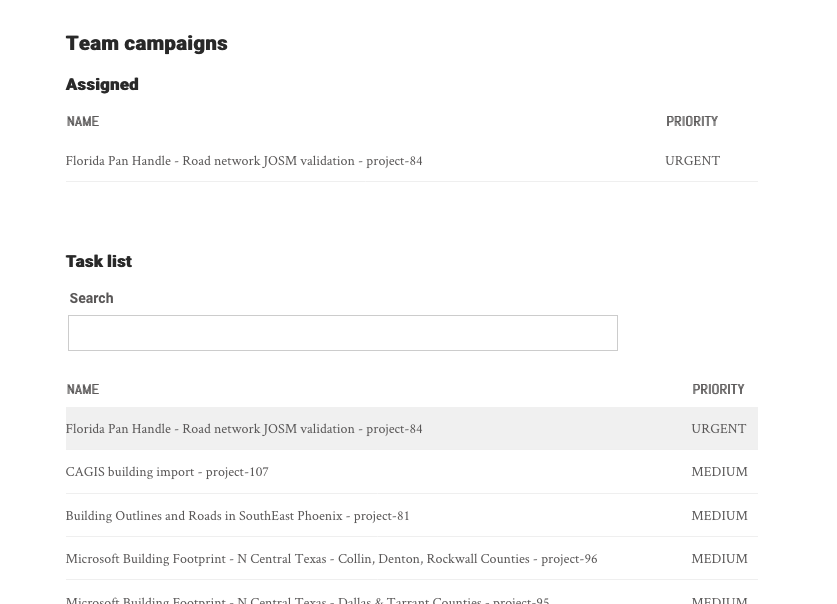 Team campaigns
Assigned
NAME PRIORITY
Florida Pan Handle - Road network JOSM validation - project-84 URGENT
Task list
Search
NAME PRIORITY
Florida Pan Handle - Road network JOSM validation - project-84 URGENT
CAGIS building import - project-107 MEDIUM
Building Outlines and Roads in SouthEast Phoenix - project-81 MEDIUM
Microsoft Building Footprint - N Central Texas - Collin, Denton, Rockwall Counties - project-96 MEDIUM
Microsoft Building Footprint - N Central Texas - Dallas & Tarrant Counties - project-95 MEDIUM